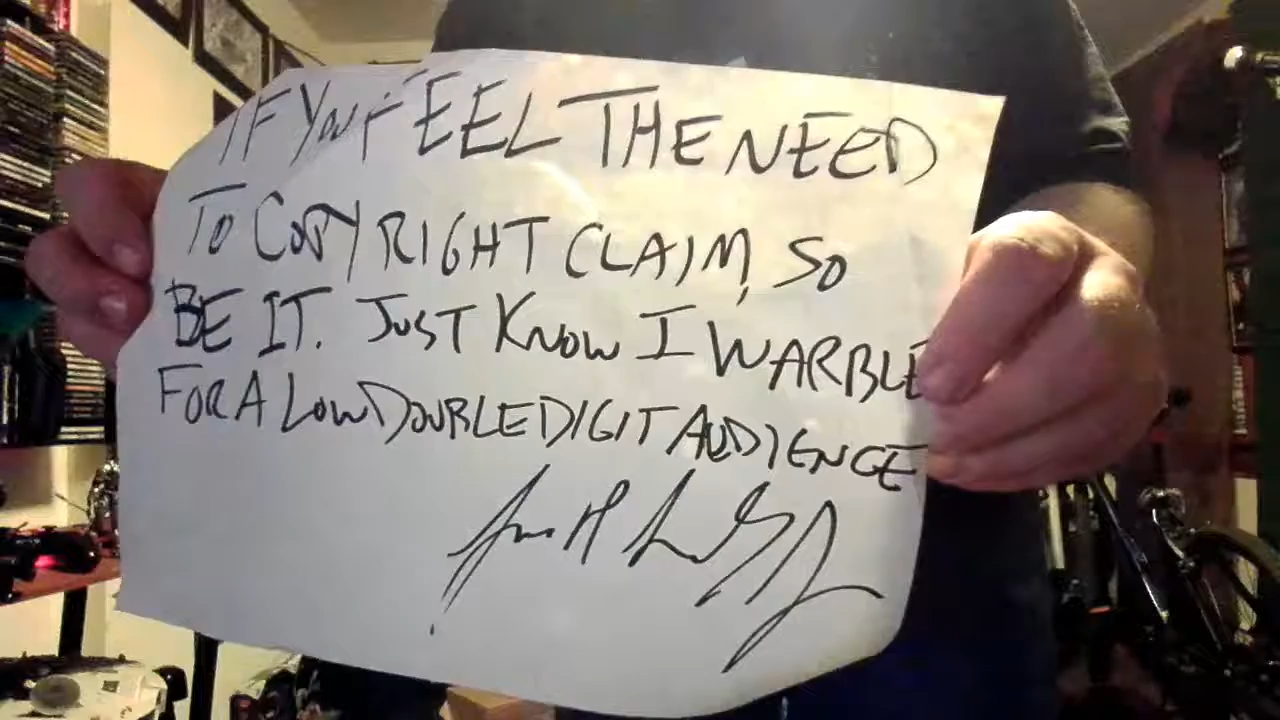 IF YOU FEEL THE NEED
TO COPYRIGHT CLAIM, SO
BE IT. JUST KNOW I WARBLE
FOR A LOW DOUBLE DIGIT AUDIENCE